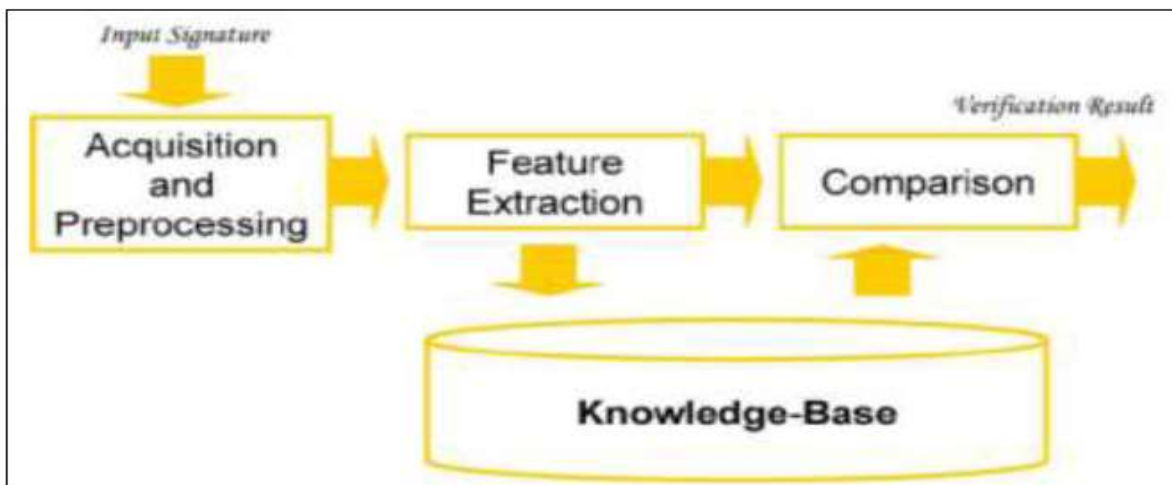 Input Signature
Acquisition
and
Preprocessing
Feature
Extraction
Comparison
Verification Result
Knowledge-Base